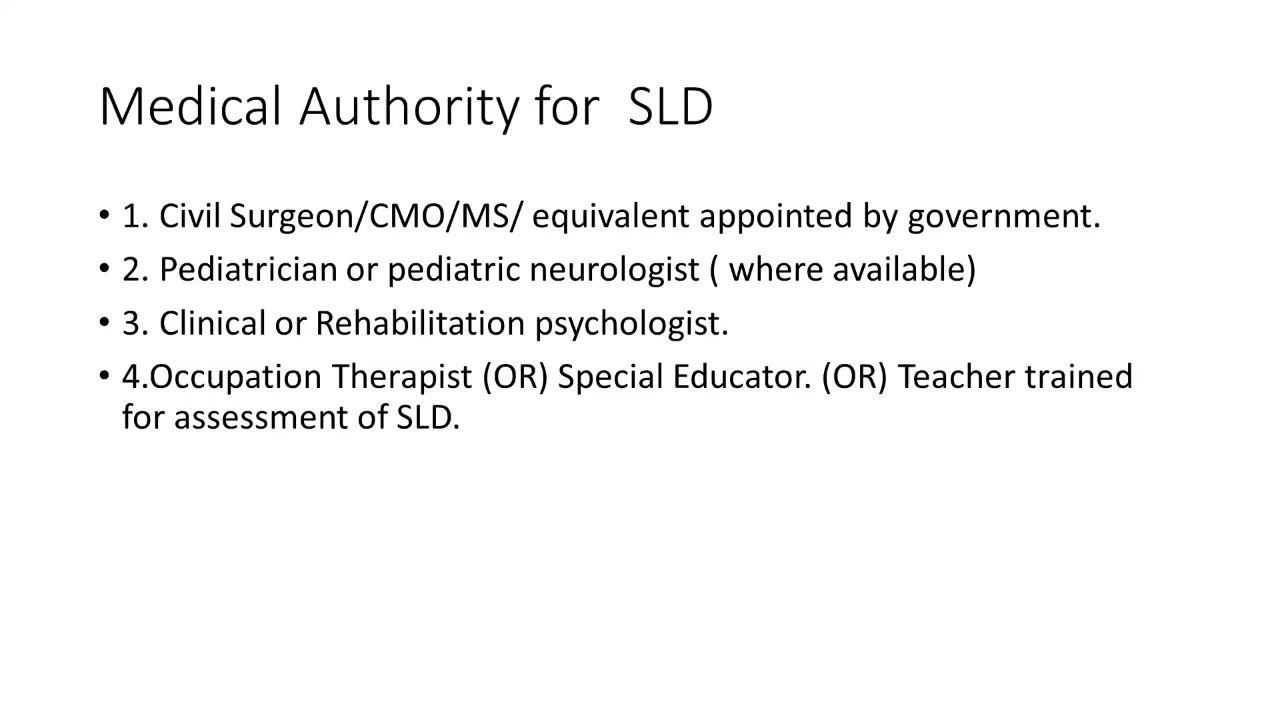 Medical Authority for  SLD
• 1. Civil Surgeon/CMO/MS/ equivalent appointed by government.
• 2. Pediatrician or pediatric neurologist ( where available)
• 3. Clinical or Rehabilitation psychologist.
• 4.Occupation Therapist (OR) Special Educator. (OR) Teacher trained
for assessment of SLD.